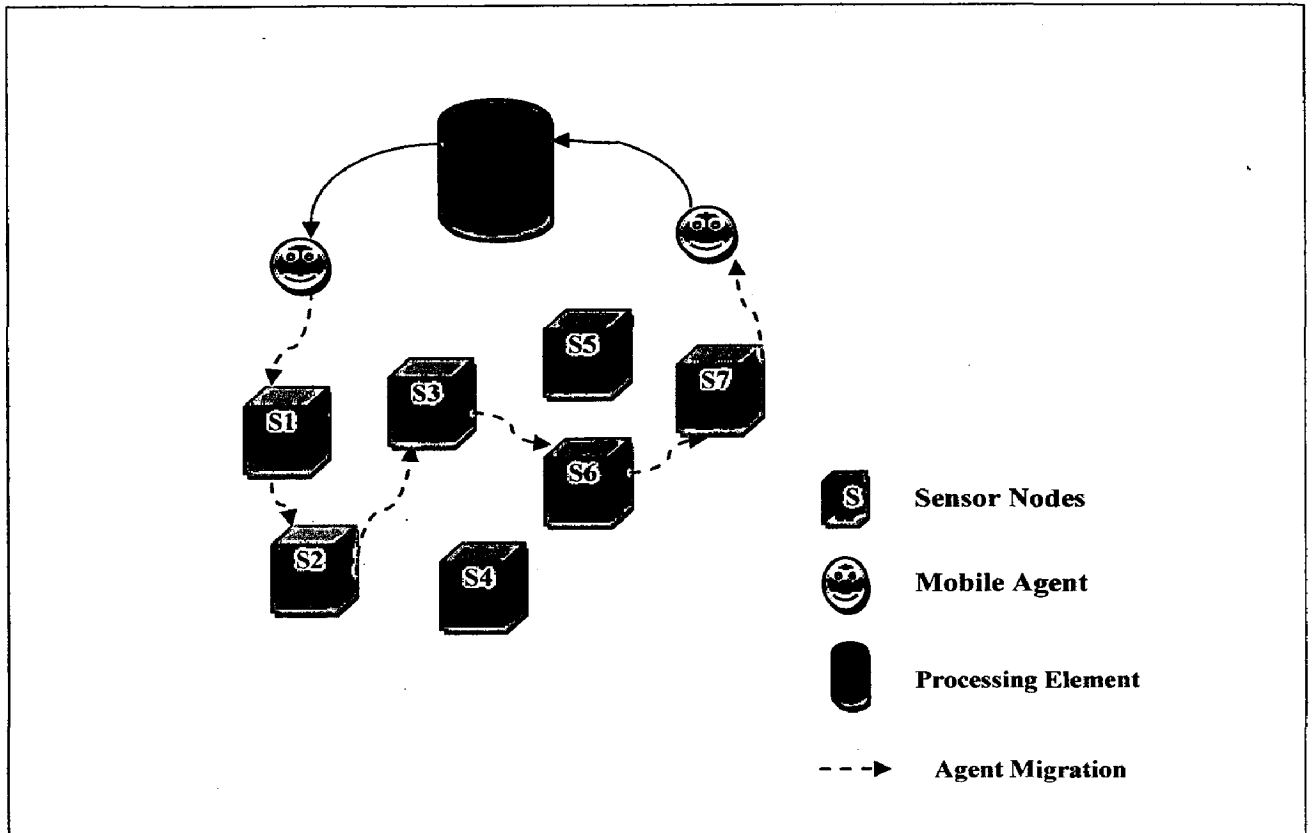 S5
S7
S3
S1
S6
S2
S4
S Sensor Nodes
Mobile Agent
Processing Element
Agent Migration